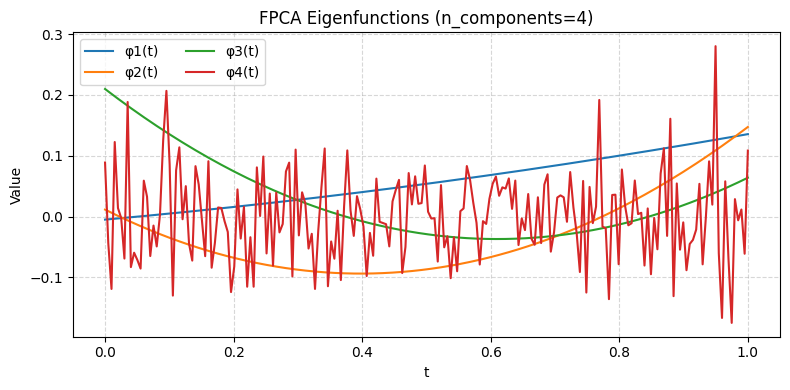 FPCA Eigenfunctions (n_components=4)
φ1(t)
φ2(t)
φ3(t)
φ4(t)
Value
0.3
0.2
0.1
0.0
−0.1
0.0
0.2
0.4
0.6
0.8
1.0
t